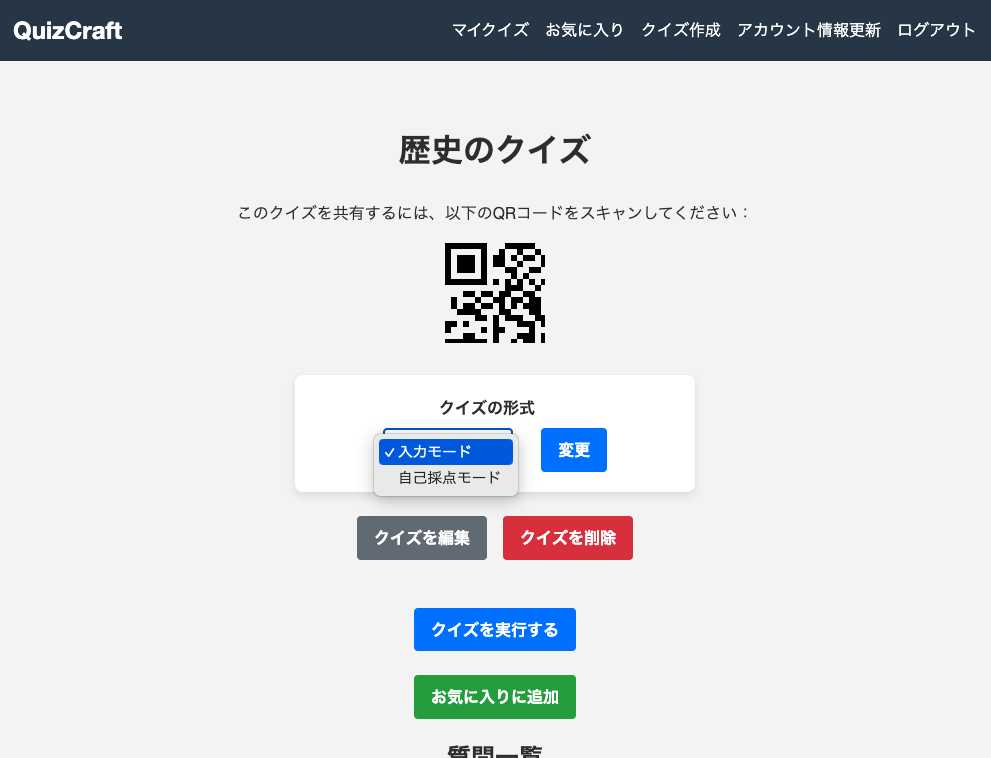 QuizCraft
マイクイズ お気に入り クイズ作成 アカウント情報更新 ログアウト
歴史のクイズ
このクイズを共有するには、以下のQRコードをスキャンしてください：
クイズの形式
✓入力モード
自己採点モード
変更
クイズを編集
クイズを削除
クイズを実行する
お気に入りに追加
質問一覧